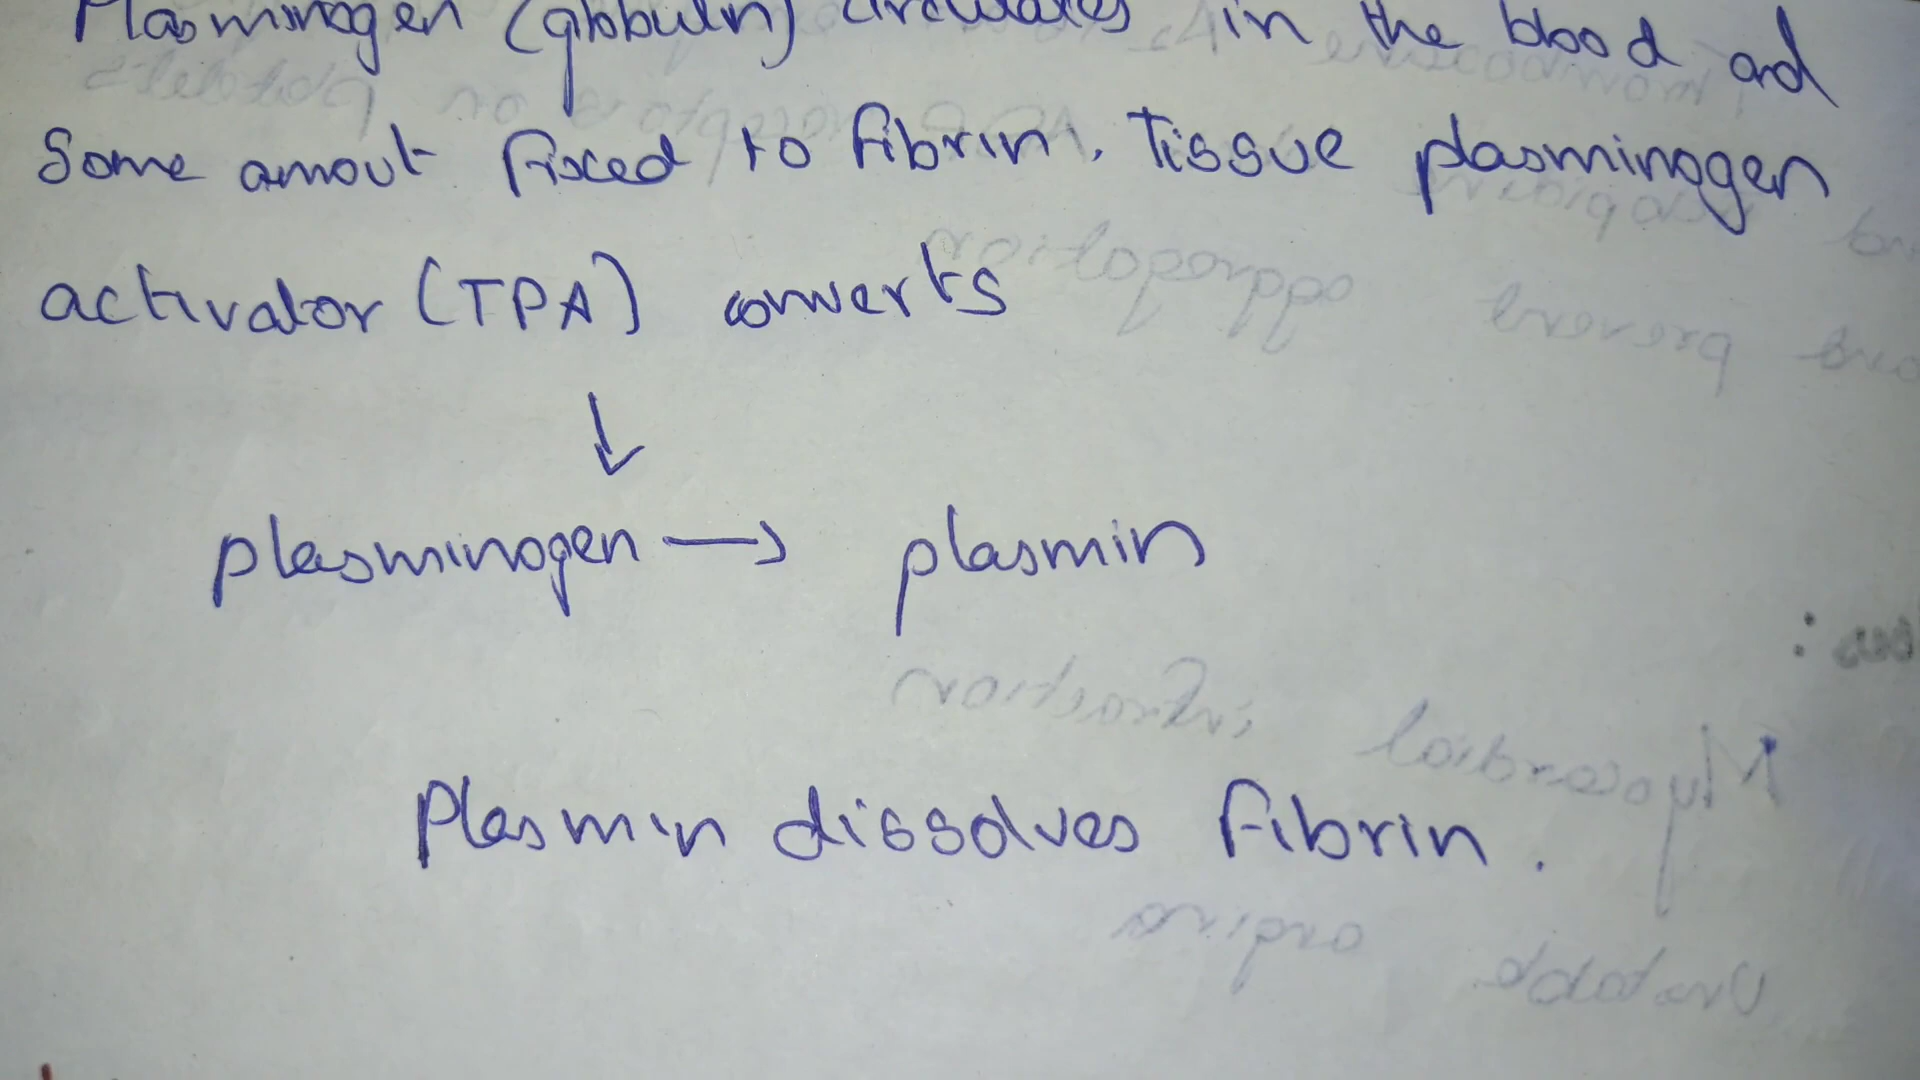 Plasminogen (globulin) circulates in the blood and
Some amout fixed to fibrin. Tissue plasminogen
activator (TPA) converts
↓
plasminogen → plasmin
Plasmin dissolves fibrin.